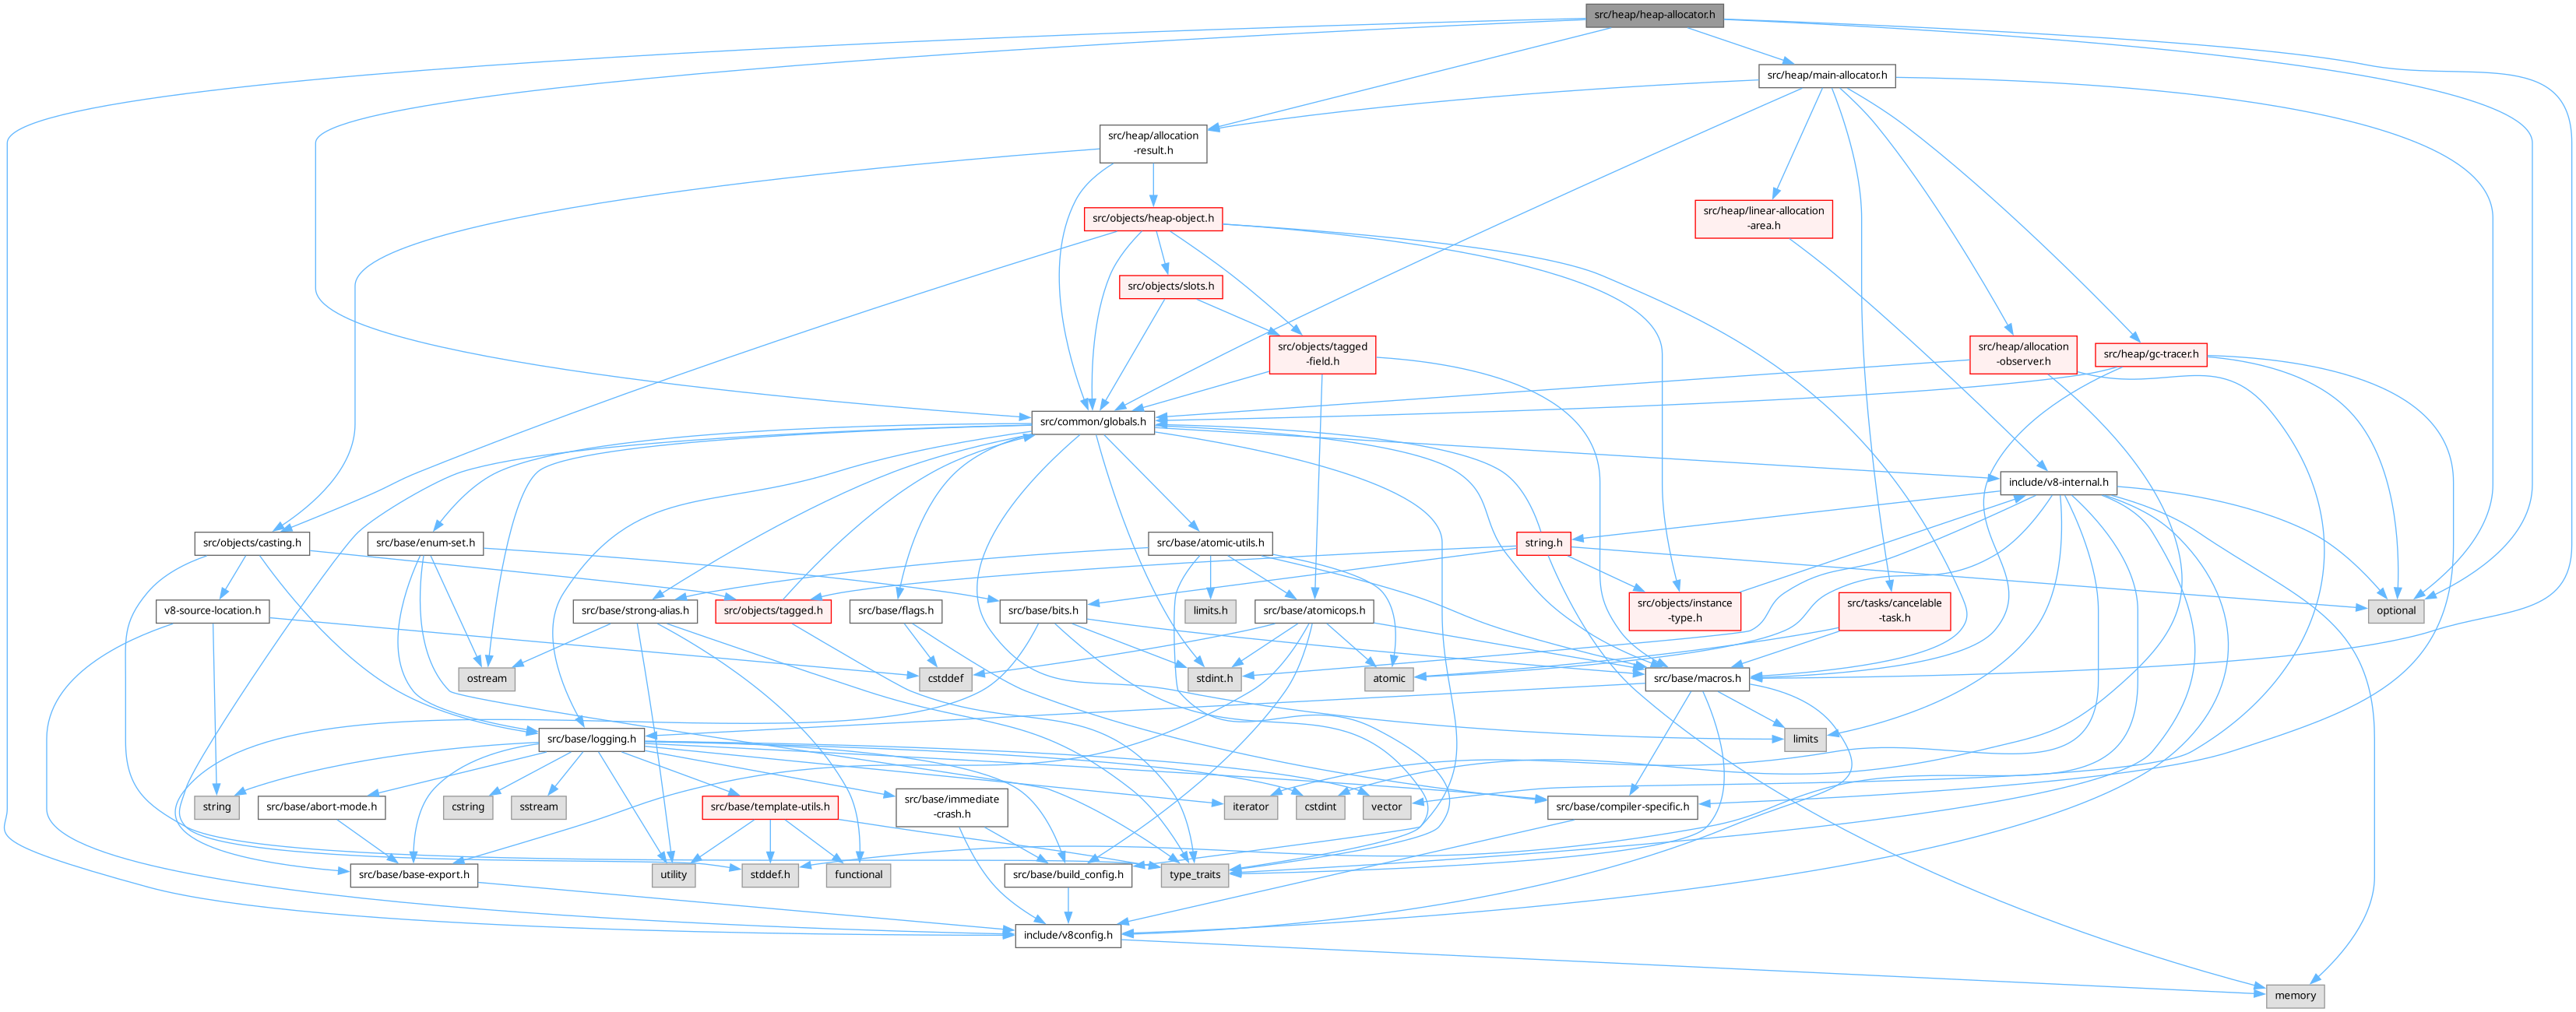 src/heap/heap-allocator.h
src/heap/main-allocator.h
src/heap/allocation
-result.h
src/objects/heap-object.h
src/heap/linear-allocation
-area.h
src/objects/slots.h
src/objects/tagged
-field.h
src/heap/allocation
-observer.h
src/heap/gc-tracer.h
src/common/globals.h
include/v8-internal.h
src/objects/casting.h
src/base/enum-set.h
src/base/atomic-utils.h
string.h
v8-source-location.h
src/base/strong-alias.h
src/objects/tagged.h
src/base/flags.h
src/base/bits.h
limits.h
src/base/atomicops.h
src/objects/instance
-type.h
src/tasks/cancelable
-task.h
optional
ostream
cstddef
stdint.h
atomic
src/base/macros.h
src/base/logging.h
limits
string
src/base/abort-mode.h
cstring
sstream
src/base/template-utils.h
src/base/immediate
-crash.h
iterator
cstdint
vector
src/base/compiler-specific.h
src/base/base-export.h
utility
stddef.h
functional
src/base/build_config.h
type_traits
include/v8config.h
memory